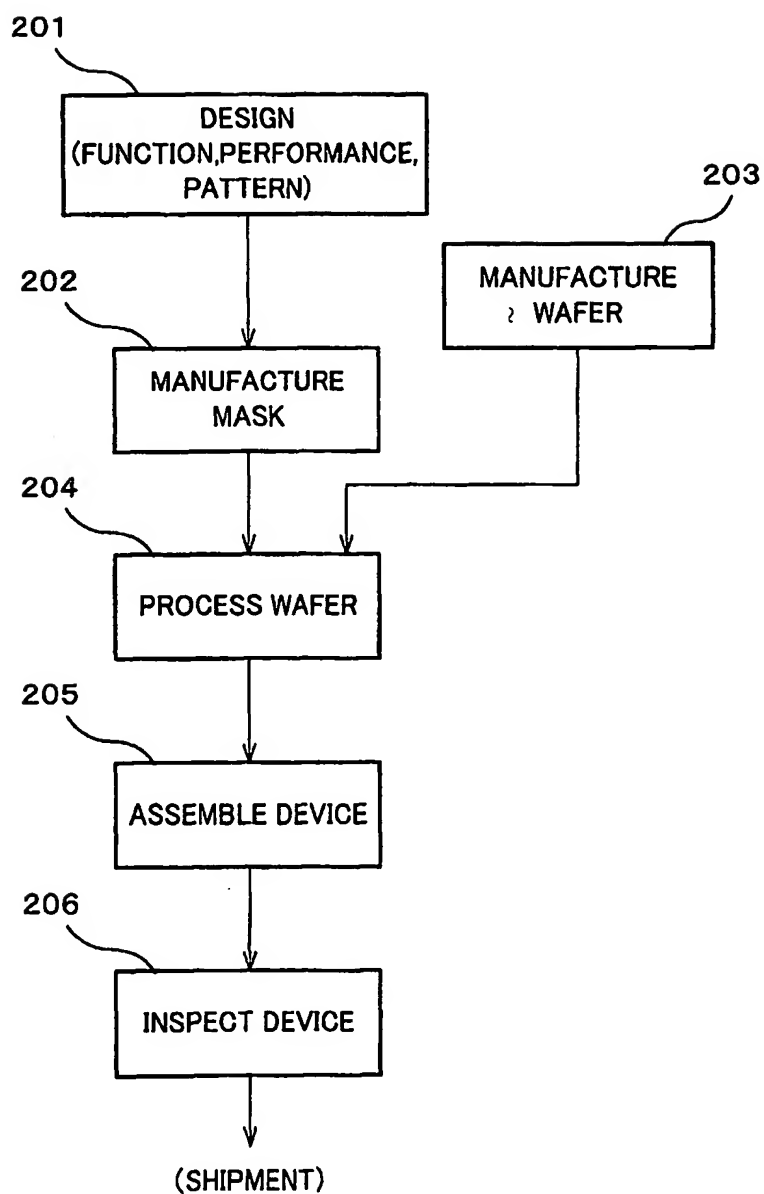 201
DESIGN
(FUNCTION,PERFORMANCE,
PATTERN)
203
MANUFACTURE
WAFER
202
MANUFACTURE
MASK
204
PROCESS WAFER
205
ASSEMBLE DEVICE
206
INSPECT DEVICE
(SHIPMENT)